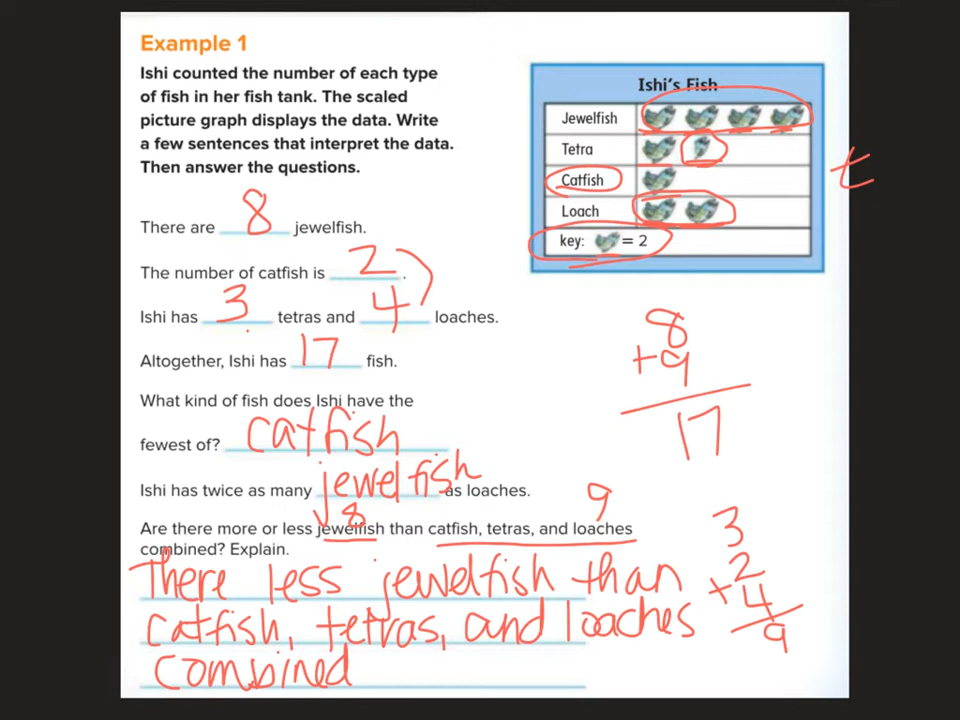 Example 1
Ishi counted the number of each type
of fish in her fish tank. The scaled
picture graph displays the data. Write
a few sentences that interpret the data.
Then answer the questions.
Ishi's Fish
Jewelfish
Tetra
Catfish
Loach
key: = 2
t
There are 8 jewelfish.
The number of catfish is 2.
Ishi has 3 tetras and 4 loaches.
Altogether, Ishi has 17 fish.
8
+9
17
What kind of fish does Ishi have the
fewest of? catfish
Ishi has twice as many jewelfish as loaches.
8 9
Are there more or less jewelfish than catfish, tetras, and loaches
combined? Explain.
There less jewelfish than
catfish, tetras, and loaches
combined
3
2
+4
9